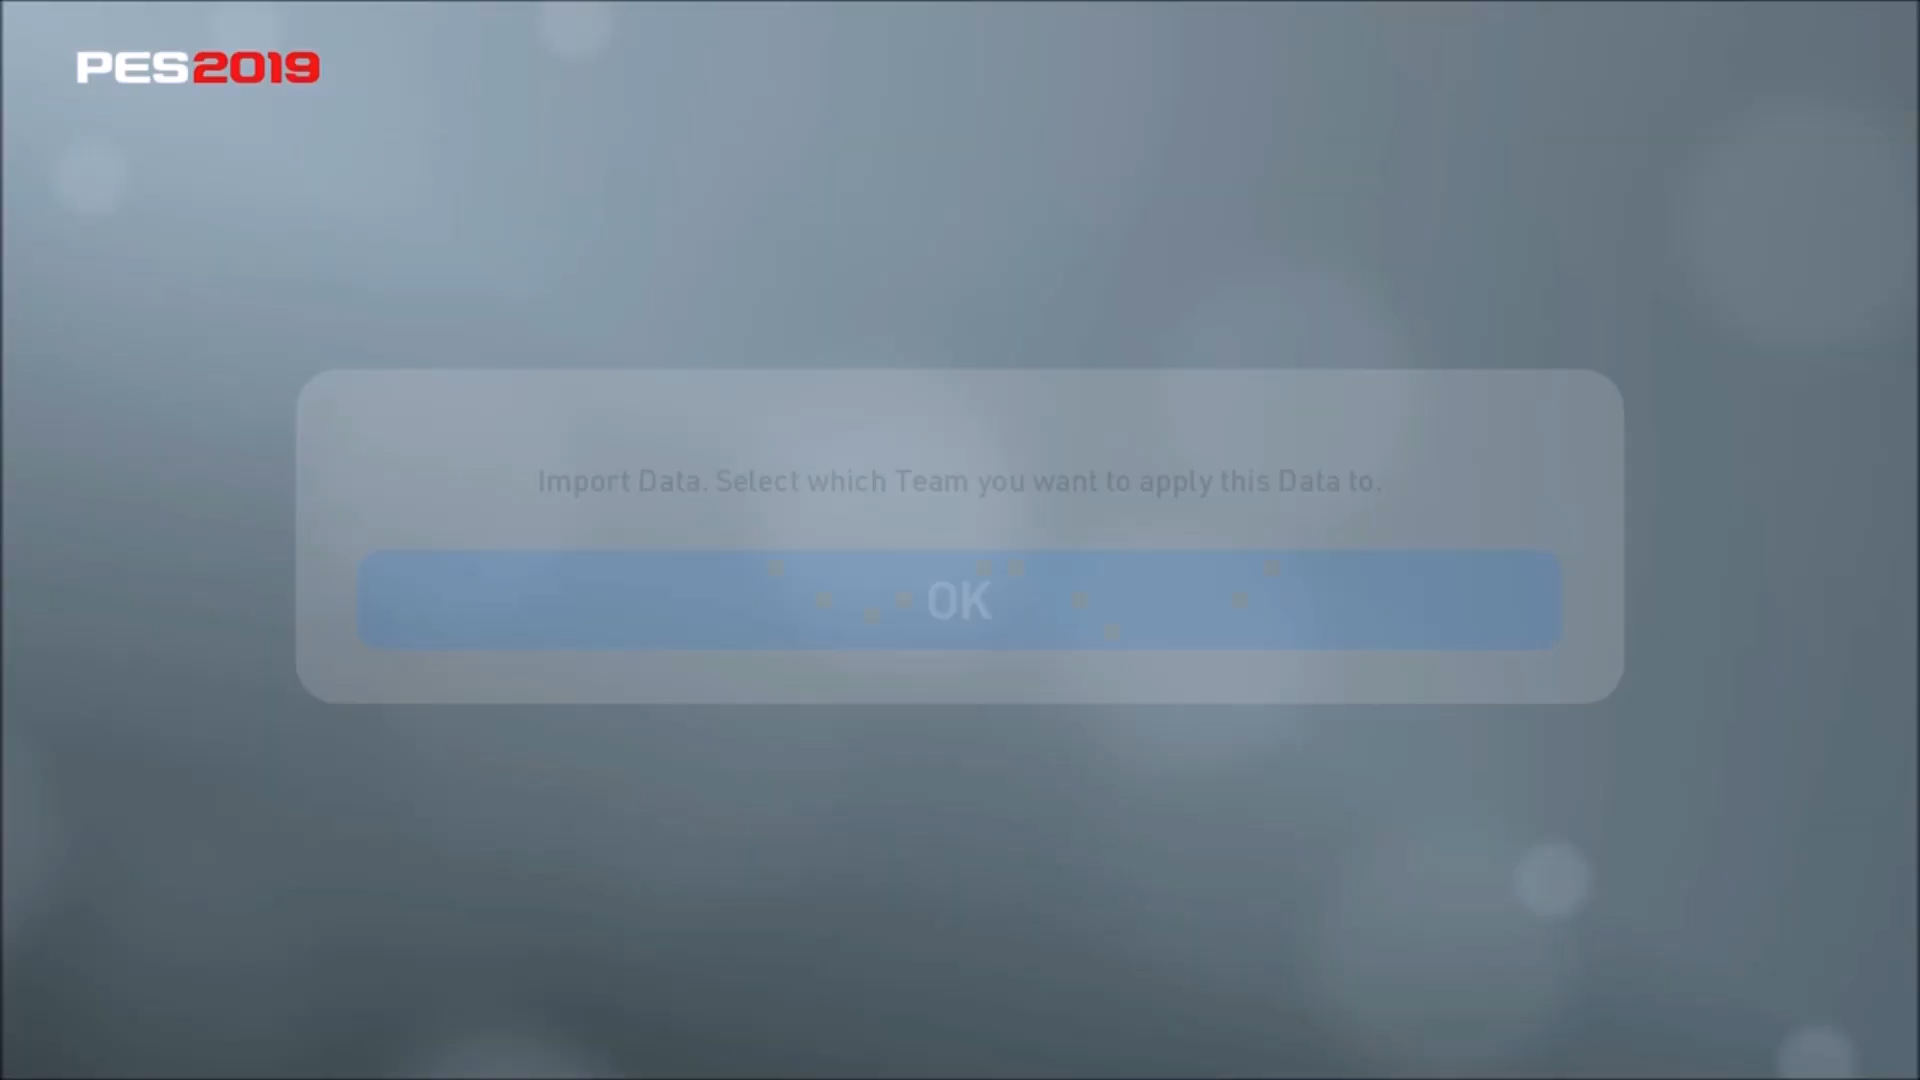 PES2019
Import Data. Select which Team you want to apply this Data to.
OK